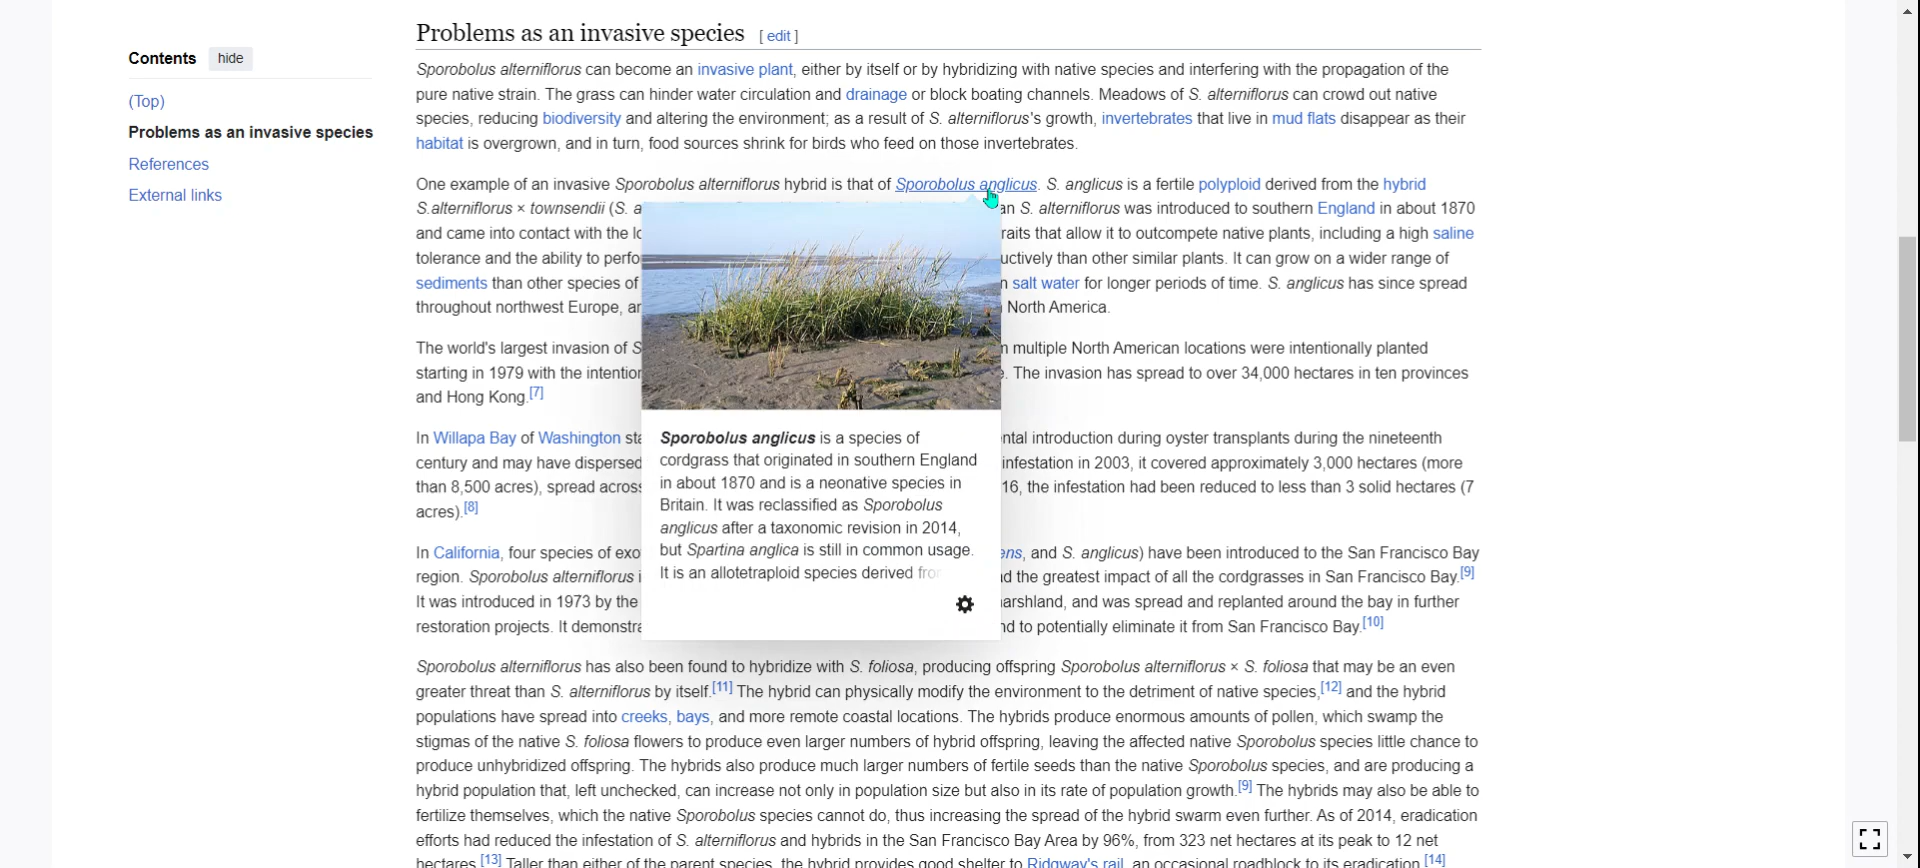 Contents hide
(Top)
Problems as an invasive species
References
External links
Problems as an invasive species [ edit ]
Sporobolus alterniflorus can become an invasive plant, either by itself or by hybridizing with native species and interfering with the propagation of the
pure native strain. The grass can hinder water circulation and drainage or block boating channels. Meadows of S. alterniflorus can crowd out native
species, reducing biodiversity and altering the environment; as a result of S. alterniflorus's growth, invertebrates that live in mud flats disappear as their
habitat is overgrown, and in turn, food sources shrink for birds who feed on those invertebrates.
One example of an invasive Sporobolus alterniflorus hybrid is that of Sporobolus anglicus. S. anglicus is a fertile polyploid derived from the hybrid
S.alterniflorus × townsendii (S. S. alterniflorus was introduced to southern England in about 1870
and came into contact with the that allow it to outcompete native plants, including a high saline
tolerance and the ability to than other similar plants. It can grow on a wider range of
sediments than other species of salt water for longer periods of time. S. anglicus has since spread
throughout northwest Europe, North America.
The world's largest invasion of multiple North American locations were intentionally planted
starting in 1979 with the The invasion has spread to over 34,000 hectares in ten provinces
and Hong Kong.[7]
In Willapa Bay of Washington introduction during oyster transplants during the nineteenth
century and may have dispersed infestation in 2003, it covered approximately 3,000 hectares (more
than 8,500 acres), spread the infestation had been reduced to less than 3 solid hectares (7
acres).[8]
In California, four species of and S. anglicus) have been introduced to the San Francisco Bay
region. Sporobolus alterniflorus the greatest impact of all the cordgrasses in San Francisco Bay.[9]
It was introduced in 1973 by the and was spread and replanted around the bay in further
restoration projects. It to potentially eliminate it from San Francisco Bay.[10]
Sporobolus anglicus is a species of
cordgrass that originated in southern England
in about 1870 and is a neonative species in
Britain. It was reclassified as Sporobolus
anglicus after a taxonomic revision in 2014,
but Spartina anglica is still in common usage.
It is an allotetraploid species derived from
Sporobolus alterniflorus has also been found to hybridize with S. foliosa, producing offspring Sporobolus alterniflorus × S. foliosa that may be an even
greater threat than S. alterniflorus by itself.[11] The hybrid can physically modify the environment to the detriment of native species,[12] and the hybrid
populations have spread into creeks, bays, and more remote coastal locations. The hybrids produce enormous amounts of pollen, which swamp the
stigmas of the native S. foliosa flowers to produce even larger numbers of hybrid offspring, leaving the affected native Sporobolus species little chance to
produce unhybridized offspring. The hybrids also produce much larger numbers of fertile seeds than the native Sporobolus species, and are producing a
hybrid population that, left unchecked, can increase not only in population size but also in its rate of population growth.[9] The hybrids may also be able to
fertilize themselves, which the native Sporobolus species cannot do, thus increasing the spread of the hybrid swarm even further. As of 2014, eradication
efforts had reduced the infestation of S. alterniflorus and hybrids in the San Francisco Bay Area by 96%, from 323 net hectares at its peak to 12 net
hectares.[13] Taller than either of the parent species, the hybrid provides good shelter to Ridgway's rail, an occasional roadblock to its eradication.[14]